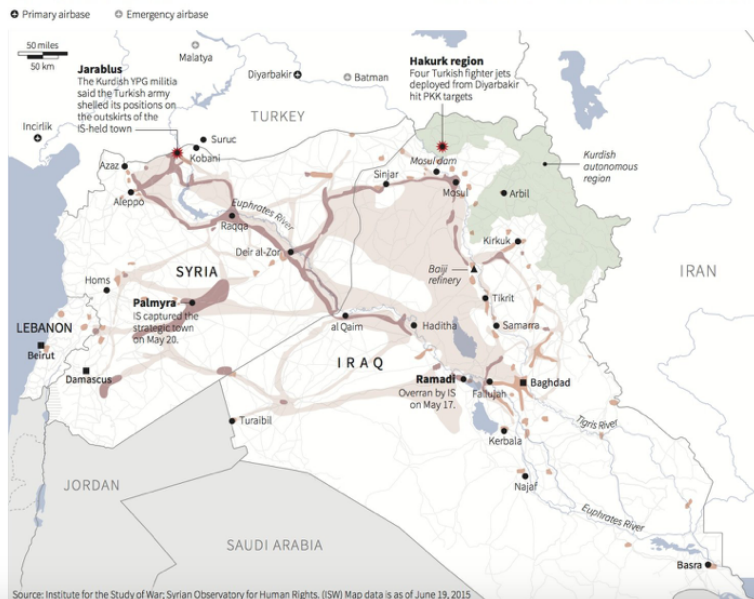 Primary airbase
Emergency airbase
50 miles
50 km
Malatya
Jarablus
The Kurdish YPG militia
said the Turkish army
shelled its positions on
the outskirts of the
IS-held town
Diyarbakir
Batman
Hakurk region
Four Turkish fighter jets
deployed from Diyarbakir
hit PKK targets
TURKEY
Incirlik
Suruc
Kobani
Azaz
Aleppo
Mosul dam
Sinjar
Mosul
Kurdish
autonomous
region
Arbil
Euphrates River
Raqqa
Deir al-Zor
Kirkuk
Baiji
refinery
IRAN
SYRIA
Homs
Palmyra
IS captured the
strategic town
on May 20.
Tikrit
Samarra
LEBANON
Beirut
al Qaim
Haditha
IRAQ
Damascus
Ramadi
Overran by IS
on May 17.
Fallujah
Baghdad
Turaibil
Tigris River
Kerbala
Najaf
JORDAN
Euphrates River
SAUDI ARABIA
Basra
Source: Institute for the Study of War; Syrian Observatory for Human Rights. (ISW) Map data is as of June 19, 2015